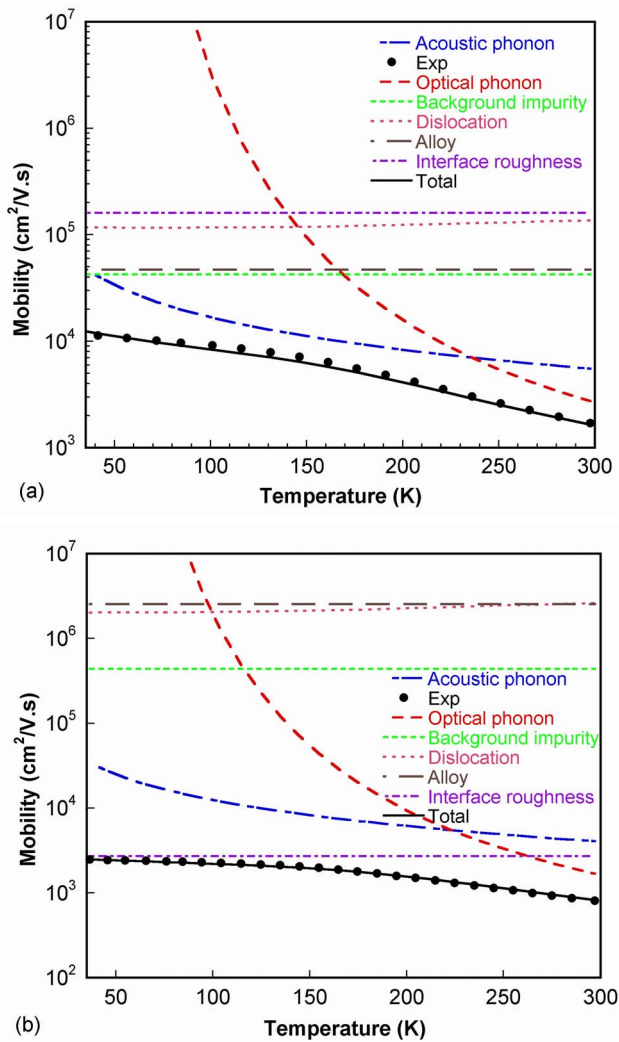 10^7
10^6
10^5
10^4
10^3
Mobility (cm^2/V.s)
Acoustic phonon
Exp
Optical phonon
Background impurity
Dislocation
Alloy
Interface roughness
Total
50 100 150 200 250 300
Temperature (K)
(a)
10^7
10^6
10^5
10^4
10^3
10^2
Mobility (cm^2/V.s)
Acoustic phonon
Exp
Optical phonon
Background impurity
Dislocation
Alloy
Interface roughness
Total
50 100 150 200 250 300
Temperature (K)
(b)